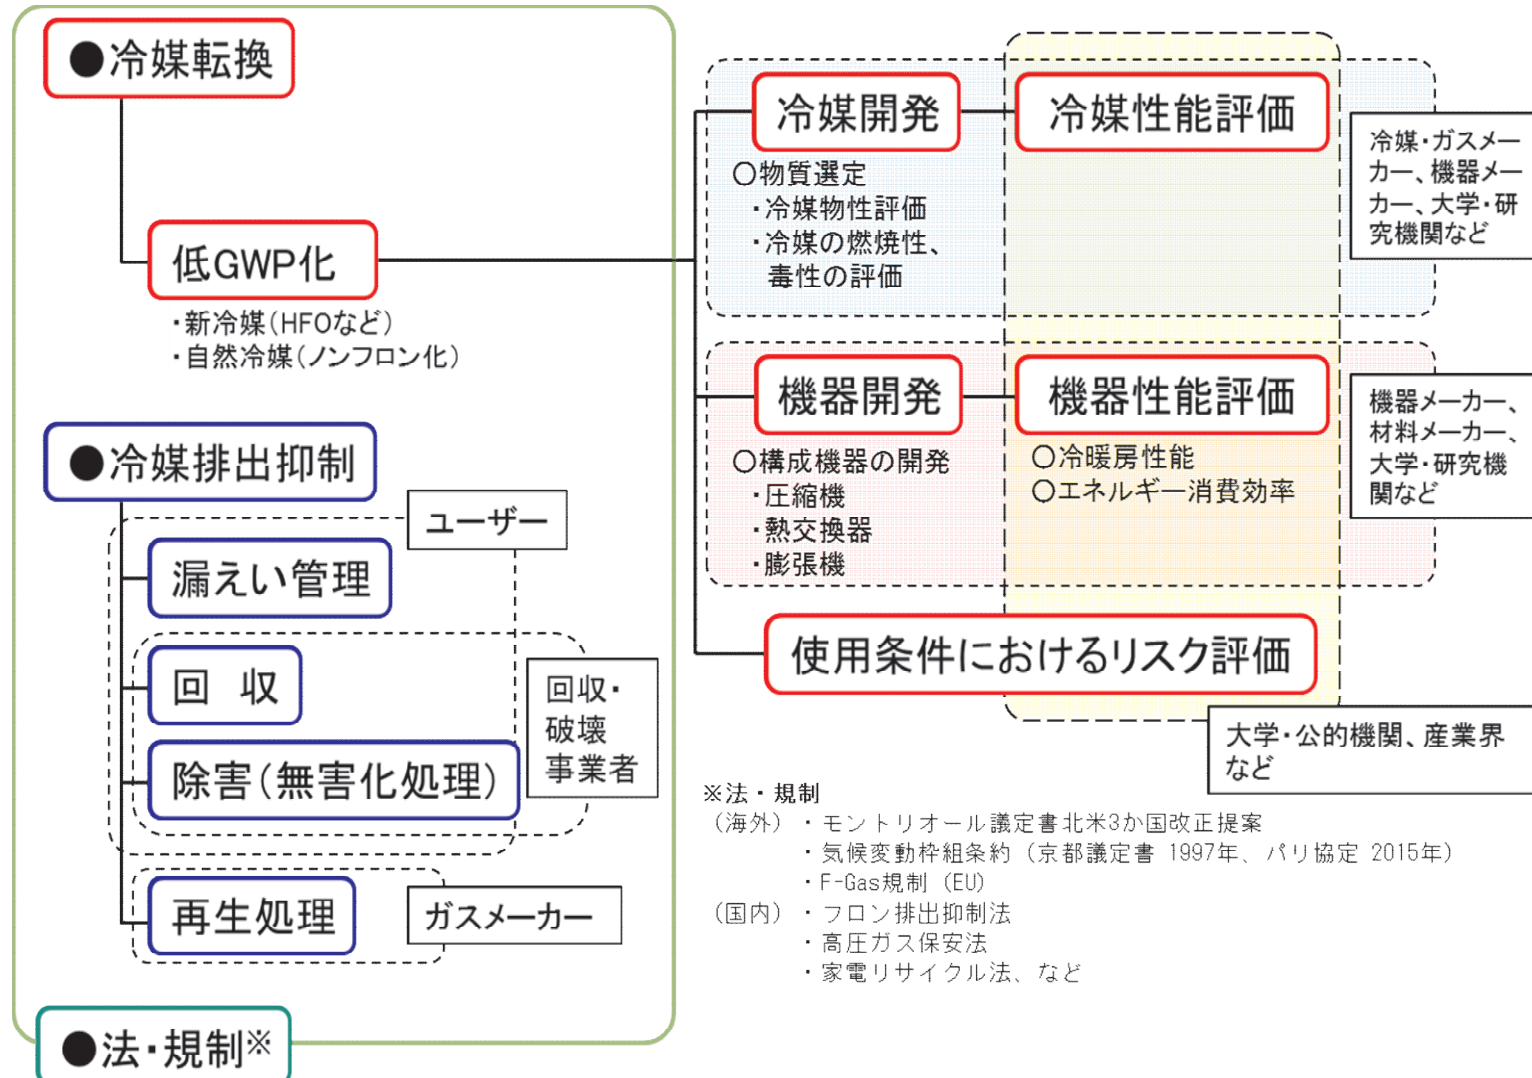 ●冷媒転換
低GWP化
・新冷媒(HFOなど)
・自然冷媒(ノンフロン化)
●冷媒排出抑制
ユーザー
漏えい管理
回 収
除害(無害化処理)
回収・
破壊
事業者
再生処理
ガスメーカー
●法・規制※
冷媒開発
○物質選定
・冷媒物性評価
・冷媒の燃焼性、
毒性の評価
冷媒性能評価
冷媒・ガスメー
カー、機器メー
カー、大学・研
究機関など
機器開発
○構成機器の開発
・圧縮機
・熱交換器
・膨張機
機器性能評価
○冷暖房性能
○エネルギー消費効率
機器メーカー、
材料メーカー、
大学・研究機
関など
使用条件におけるリスク評価
大学・公的機関、産業界
など
※法・規制
(海外)・モントリオール議定書北米3か国改正提案
・気候変動枠組条約(京都議定書 1997年、パリ協定 2015年)
・F-Gas規制(EU)
(国内)・フロン排出抑制法
・高圧ガス保安法
・家電リサイクル法、など